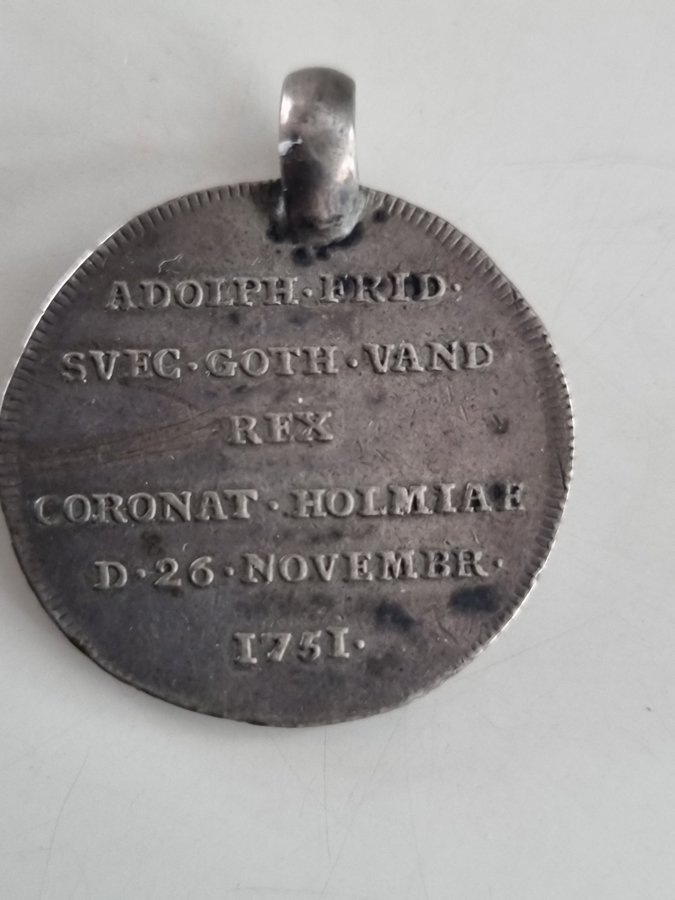 ADOLPH·FRID:
SVEC·GOTH·VAND
REX
CORONAT·HOLMIAE
D·26·NOVEMBR·
1751·